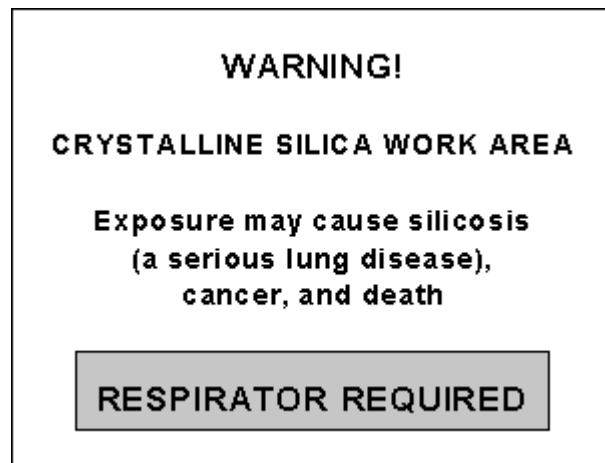 WARNING!
CRYSTALLINE SILICA WORK AREA
Exposure may cause silicosis
(a serious lung disease),
cancer, and death
RESPIRATOR REQUIRED